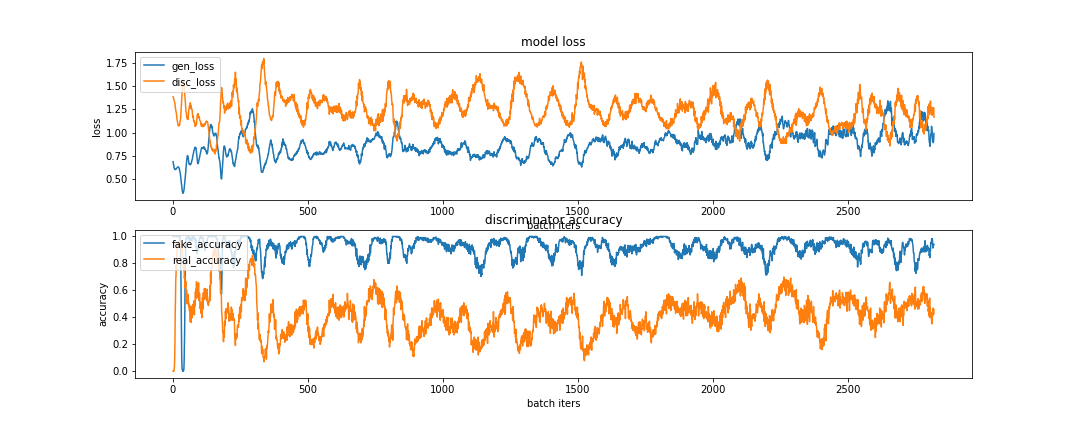 model loss
1.75
1.50
1.25
1.00
0.75
0.50
loss
gen_loss
disc_loss
0 500 1000 1500 2000 2500
batch iters
discriminator accuracy
1.0
0.8
0.6
0.4
0.2
0.0
accuracy
fake_accuracy
real_accuracy
0 500 1000 1500 2000 2500
batch iters